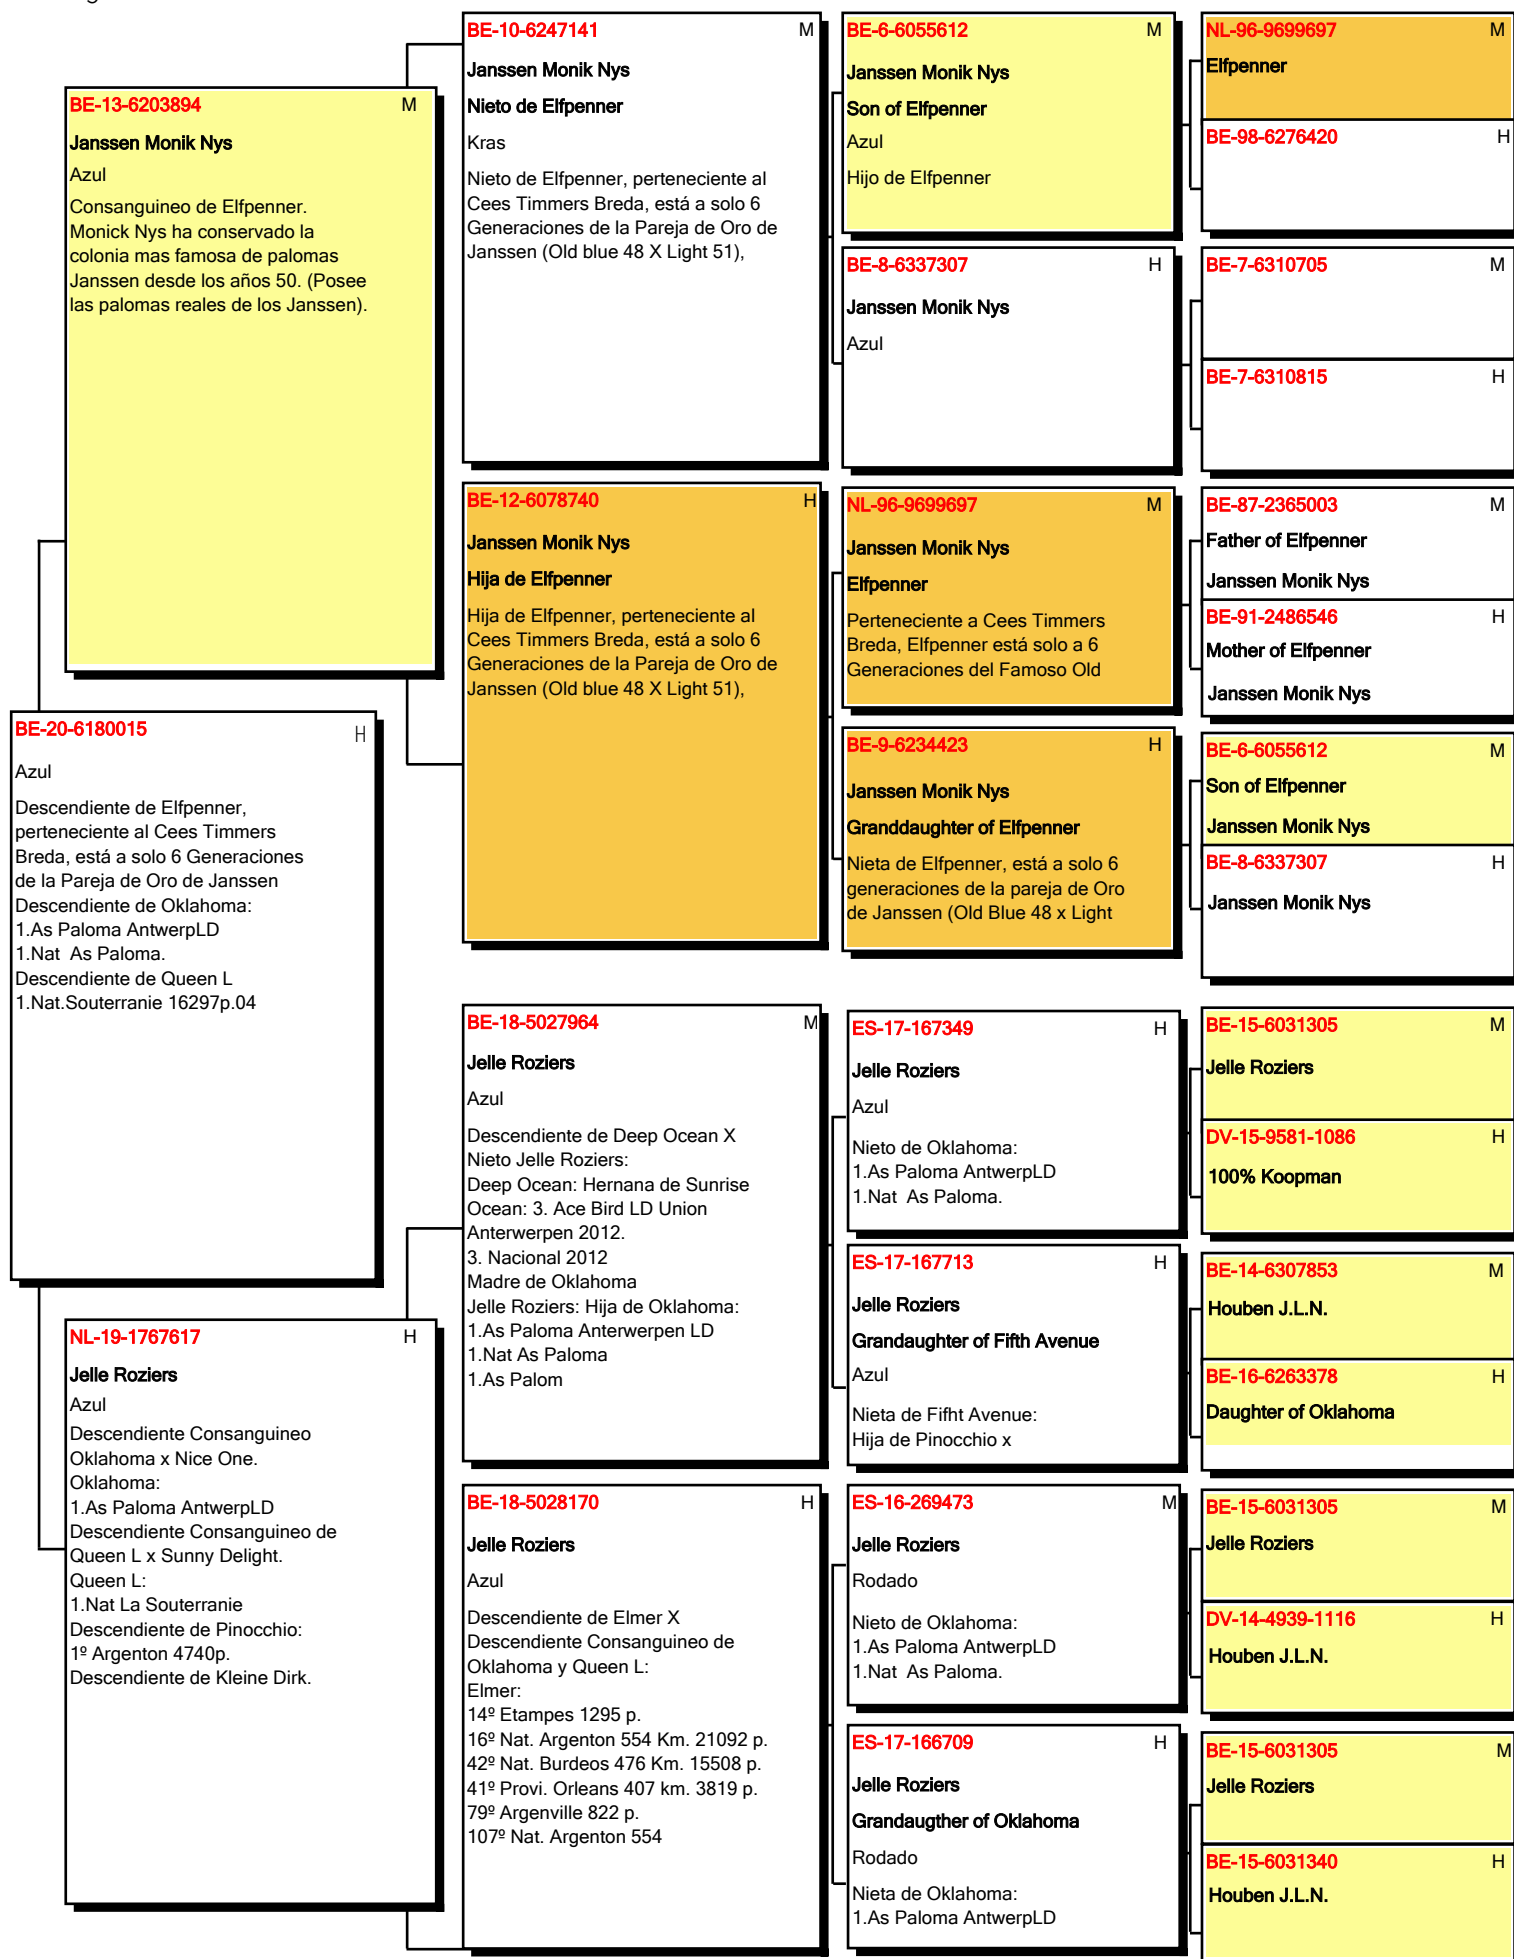 BE-20-6180015 H
Azul
Descendiente de Elfpenner,
perteneciente al Cees Timmers
Breda, está a solo 6 Generaciones
de la Pareja de Oro de Janssen
Descendiente de Oklahoma:
1.As Paloma AntwerpLD
1.Nat As Paloma.
Descendiente de Queen L
1.Nat.Souterranie 16297p.04
BE-13-6203894 M
Janssen Monik Nys
Azul
Consanguineo de Elfpenner.
Monick Nys ha conservado la
colonia mas famosa de palomas
Janssen desde los años 50. (Posee
las palomas reales de los Janssen).
NL-19-1767617 H
Jelle Roziers
Azul
Descendiente Consanguineo
Oklahoma x Nice One.
Oklahoma:
1.As Paloma AntwerpLD
Descendiente Consanguineo de
Queen L x Sunny Delight.
Queen L:
1.Nat La Souterranie
Descendiente de Pinocchio:
1º Argenton 4740p.
Descendiente de Kleine Dirk.
BE-10-6247141 M
Janssen Monik Nys
Nieto de Elfpenner
Kras
Nieto de Elfpenner, perteneciente al
Cees Timmers Breda, está a solo 6
Generaciones de la Pareja de Oro de
Janssen (Old blue 48 X Light 51),
BE-12-6078740 H
Janssen Monik Nys
Hija de Elfpenner
Hija de Elfpenner, perteneciente al
Cees Timmers Breda, está a solo 6
Generaciones de la Pareja de Oro de
Janssen (Old blue 48 X Light 51),
BE-18-5027964 M
Jelle Roziers
Azul
Descendiente de Deep Ocean X
Nieto Jelle Roziers:
Deep Ocean: Hernana de Sunrise
Ocean: 3. Ace Bird LD Union
Anterwerpen 2012.
3. Nacional 2012
Madre de Oklahoma
Jelle Roziers: Hija de Oklahoma:
1.As Paloma Anterwerpen LD
1.Nat As Paloma
1.As Palom
BE-18-5028170 H
Jelle Roziers
Azul
Descendiente de Elmer X
Descendiente Consanguineo de
Oklahoma y Queen L:
Elmer:
14º Etampes 1295 p.
16º Nat. Argenton 554 Km. 21092 p.
42º Nat. Burdeos 476 Km. 15508 p.
41º Provi. Orleans 407 km. 3819 p.
79º Argenville 822 p.
107º Nat. Argenton 554
BE-6-6055612 M
Janssen Monik Nys
Son of Elfpenner
Azul
Hijo de Elfpenner
BE-8-6337307 H
Janssen Monik Nys
Azul
NL-96-9699697 M
Janssen Monik Nys
Elfpenner
Perteneciente a Cees Timmers
Breda, Elfpenner está solo a 6
Generaciones del Famoso Old
BE-9-6234423 H
Janssen Monik Nys
Granddaughter of Elfpenner
Nieta de Elfpenner, está a solo 6
generaciones de la pareja de Oro
de Janssen (Old Blue 48 x Light
ES-17-167349 H
Jelle Roziers
Azul
Nieto de Oklahoma:
1.As Paloma AntwerpLD
1.Nat As Paloma.
ES-17-167713 H
Jelle Roziers
Grandaughter of Fifth Avenue
Azul
Nieta de Fifht Avenue:
Hija de Pinocchio x
ES-16-269473 M
Jelle Roziers
Rodado
Nieto de Oklahoma:
1.As Paloma AntwerpLD
1.Nat As Paloma.
ES-17-166709 H
Jelle Roziers
Grandaugther of Oklahoma
Rodado
Nieta de Oklahoma:
1.As Paloma AntwerpLD
NL-96-9699697 M
Elfpenner
BE-98-6276420 H
BE-7-6310705 M
BE-7-6310815 H
BE-87-2365003 M
Father of Elfpenner
Janssen Monik Nys
BE-91-2486546 H
Mother of Elfpenner
Janssen Monik Nys
BE-6-6055612 M
Son of Elfpenner
Janssen Monik Nys
BE-8-6337307 H
Janssen Monik Nys
BE-15-6031305 M
Jelle Roziers
DV-15-9581-1086 H
100% Koopman
BE-14-6307853 M
Houben J.L.N.
BE-16-6263378 H
Daughter of Oklahoma
BE-15-6031305 M
Jelle Roziers
DV-14-4939-1116 H
Houben J.L.N.
BE-15-6031305 M
Jelle Roziers
BE-15-6031340 H
Houben J.L.N.